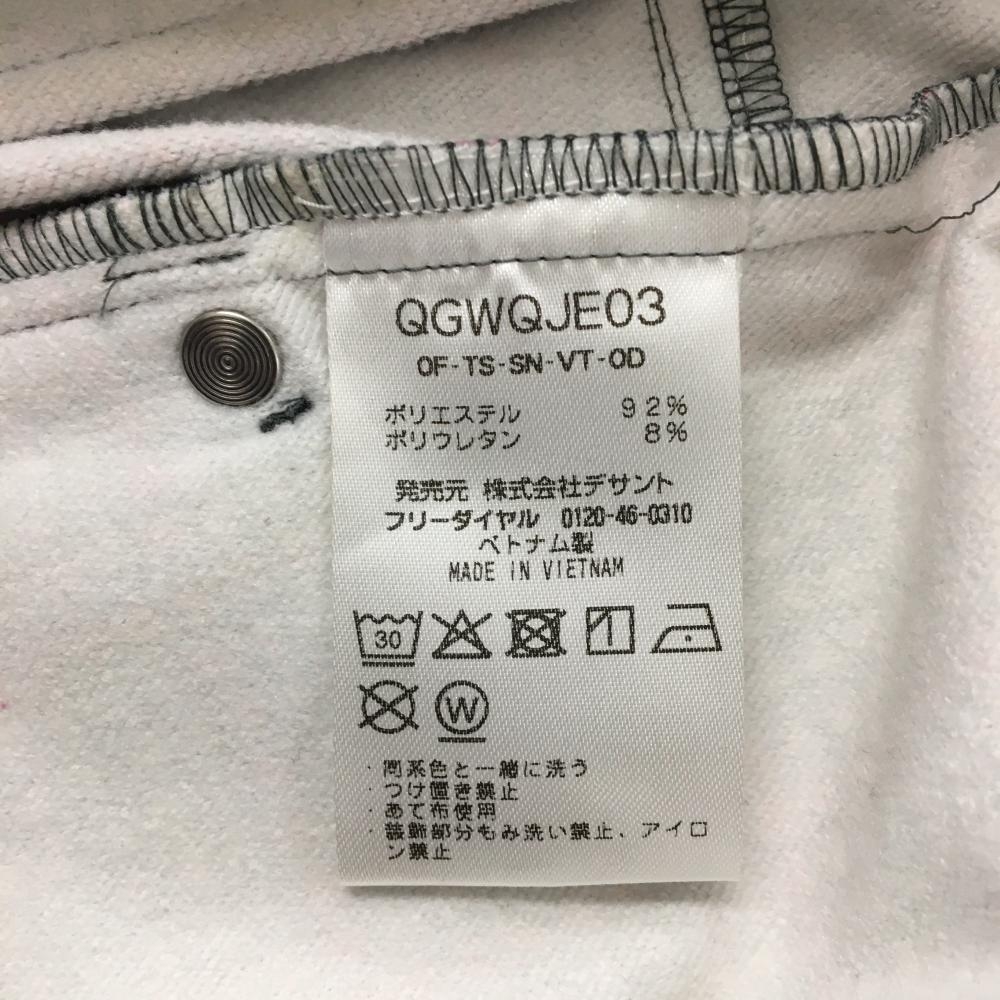 QGWQJE03
0F-TS-SN-VT-0D
ポリエステル 92%
ポリウレタン 8%
発売元 株式会社デサント
フリーダイヤル 0120-46-0310
ベトナム製
MADE IN VIETNAM
30
W
・同系色と一緒に洗う
・つけ置き禁止
・あて布使用
・装飾部分もみ洗い禁止、アイロ
ン禁止